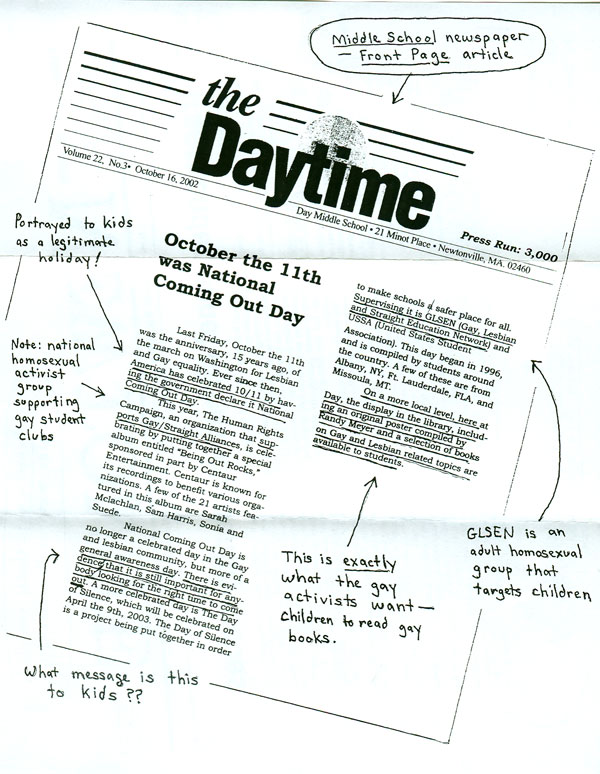 Middle School newspaper
— Front Page article
the
Daytime
Volume 22, No.3• October 16, 2002
Day Middle School • 21 Minot Place • Newtonville, MA. 02460
Press Run: 3,000
Portrayed to kids
as a legitimate
holiday!
Note: national
homosexual
activist
group
supporting
gay student
clubs
October the 11th
was National
Coming Out Day
Last Friday, October the 11th
was the anniversary, 15 years ago, of
the march on Washington for Lesbian
and Gay equality. Ever since then,
America has celebrated 10/11 by hav-
ing the government declare it National
Coming Out Day.
This year, The Human Rights
Campaign, an organization that sup-
ports Gay/Straight Alliances, is cele-
brating by putting together a special
album entitled "Being Out Rocks,"
sponsored in part by Centaur
Entertainment. Centaur is known for
its recordings to benefit various orga-
nizations. A few of the 21 artists fea-
tured in this album are Sarah
Mclachlan, Sam Harris, Sonia and
Suede.
National Coming Out Day is
no longer a celebrated day in the Gay
and lesbian community, but more of a
general awareness day. There is evi-
dence that it is still important for any-
body looking for the right time to come
out. A more celebrated day is The Day
of Silence, which will be celebrated on
April the 9th, 2003. The Day of Silence
is a project being put together in order
to make schools a safer place for all.
Supervising it is GLSEN (Gay, Lesbian
and Straight Education Network) and
USSA (United States Student
Association). This day began in 1996,
and is compiled by students around
the country. A few of these are from
Albany, NY, Ft. Lauderdale, FLA, and
Missoula, MT.
On a more local level, here at
Day, the display in the library, includ-
ing an original poster compiled by
Randy Meyer and a selection of books
on Gay and Lesbian related topics are
available to students.
This is exactly
what the gay
activists want —
children to read gay
books.
GLSEN is an
adult homosexual
group that
targets children
What message is this
to kids??